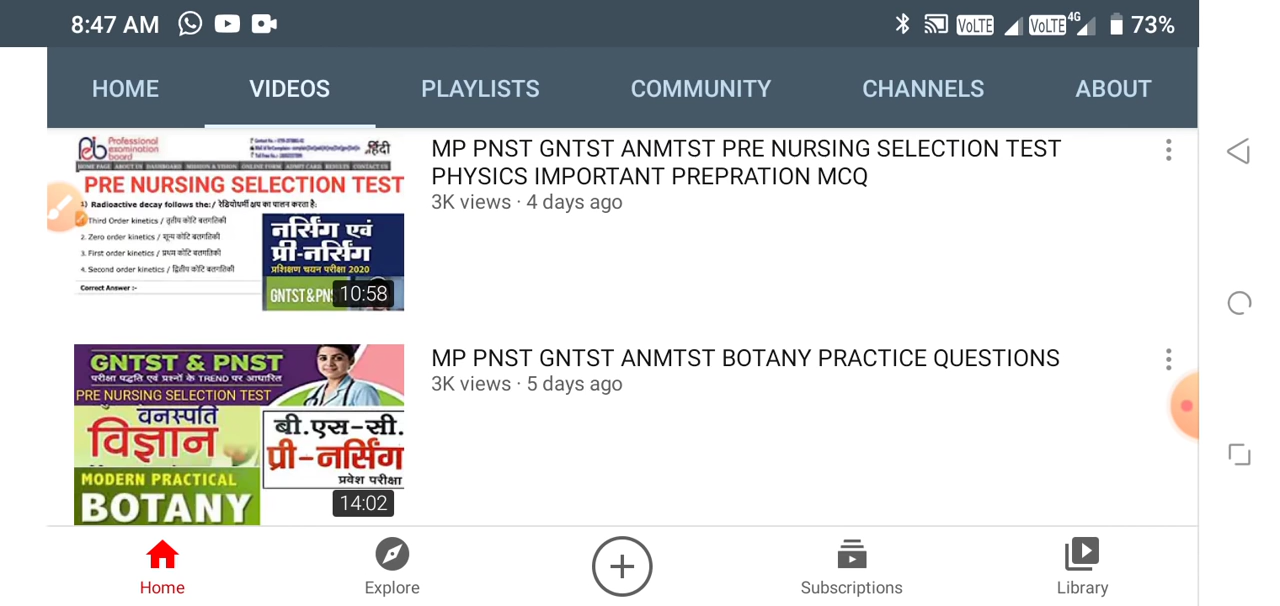 8:47 AM VoLTE VoLTE 4G 73%
HOME VIDEOS PLAYLISTS COMMUNITY CHANNELS ABOUT
Professional
examination
board
हिंदी
PRE NURSING SELECTION TEST
1) Radioactive decay follows the:/ रेडियोधर्मी क्षय का पालन करता है:
Third Order kinetics / तृतीय कोटि बलगतिकी
2. Zero order kinetics / शून्य कोटि बलगतिकी
3. First order kinetics / प्रथम कोटि बलगतिकी
4. Second order kinetics / द्वितीय कोटि बलगतिकी
Correct Answer :-
नर्सिंग एवं
प्री-नर्सिंग
प्रशिक्षण चयन परीक्षा 2020
GNTST & PNS
10:58
MP PNST GNTST ANMTST PRE NURSING SELECTION TEST
PHYSICS IMPORTANT PREPRATION MCQ
3K views · 4 days ago
GNTST & PNST
परीक्षा पद्धति एवं प्रश्नों के TREND पर आधारित
PRE NURSING SELECTION TEST
वनस्पति
विज्ञान
MODERN PRACTICAL
BOTANY
बी.एस-सी.
प्री-नर्सिंग
प्रवेश परीक्षा
14:02
MP PNST GNTST ANMTST BOTANY PRACTICE QUESTIONS
3K views · 5 days ago
Home Explore Subscriptions Library